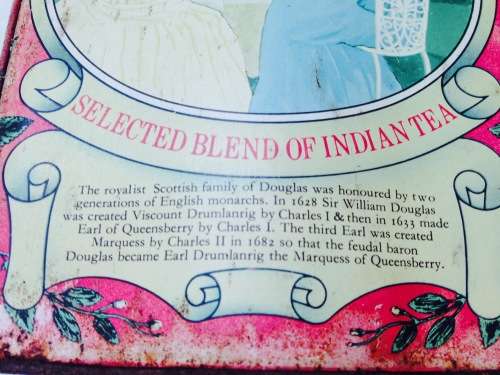 SELECTED BLEND OF INDIAN TEA
The royalist Scottish family of Douglas was honoured by two
generations of English monarchs. In 1628 Sir William Douglas
was created Viscount Drumlanrig by Charles I & then in 1633 made
Earl of Queensberry by Charles I. The third Earl was created
Marquess by Charles II in 1682 so that the feudal baron
Douglas became Earl Drumlanrig the Marquess of Queensberry.